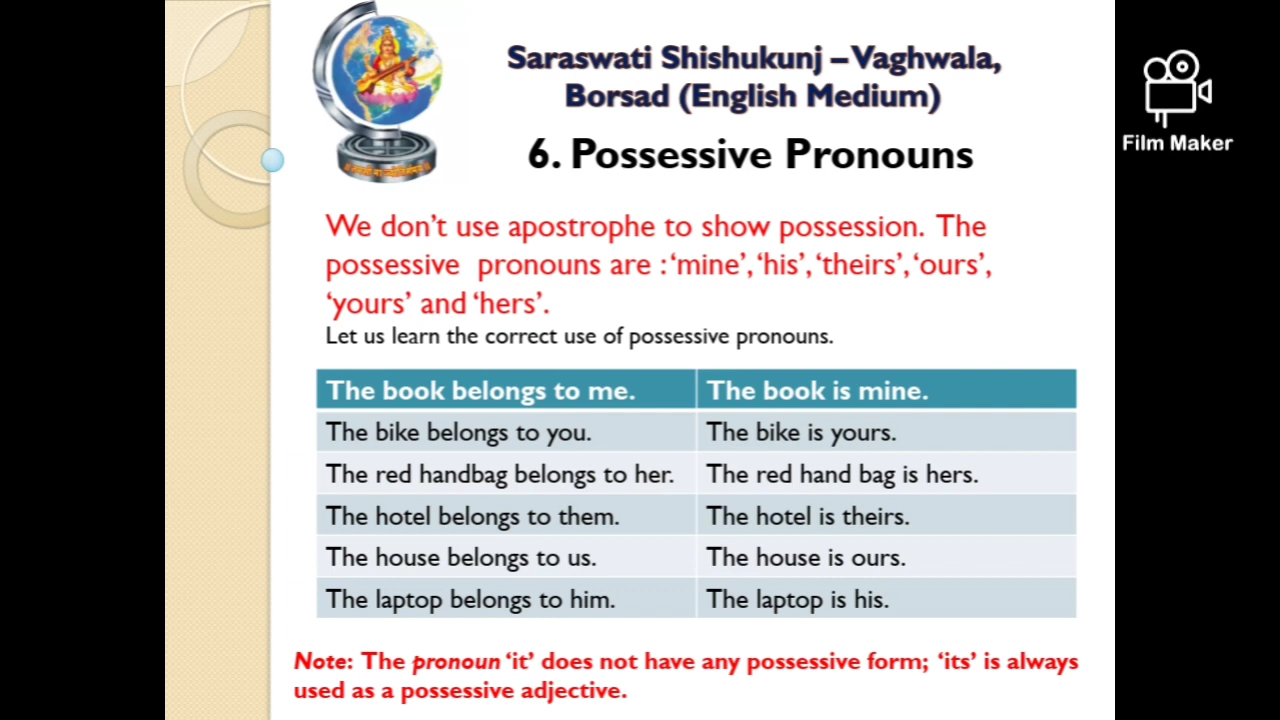 Saraswati Shishukunj – Vaghwala,
Borsad (English Medium)
Film Maker
6. Possessive Pronouns
We don’t use apostrophe to show possession. The
possessive pronouns are : ‘mine’, ‘his’, ‘theirs’, ‘ours’,
‘yours’ and ‘hers’.
Let us learn the correct use of possessive pronouns.
The book belongs to me. The book is mine.
The bike belongs to you. The bike is yours.
The red handbag belongs to her. The red hand bag is hers.
The hotel belongs to them. The hotel is theirs.
The house belongs to us. The house is ours.
The laptop belongs to him. The laptop is his.
Note: The pronoun ‘it’ does not have any possessive form; ‘its’ is always
used as a possessive adjective.